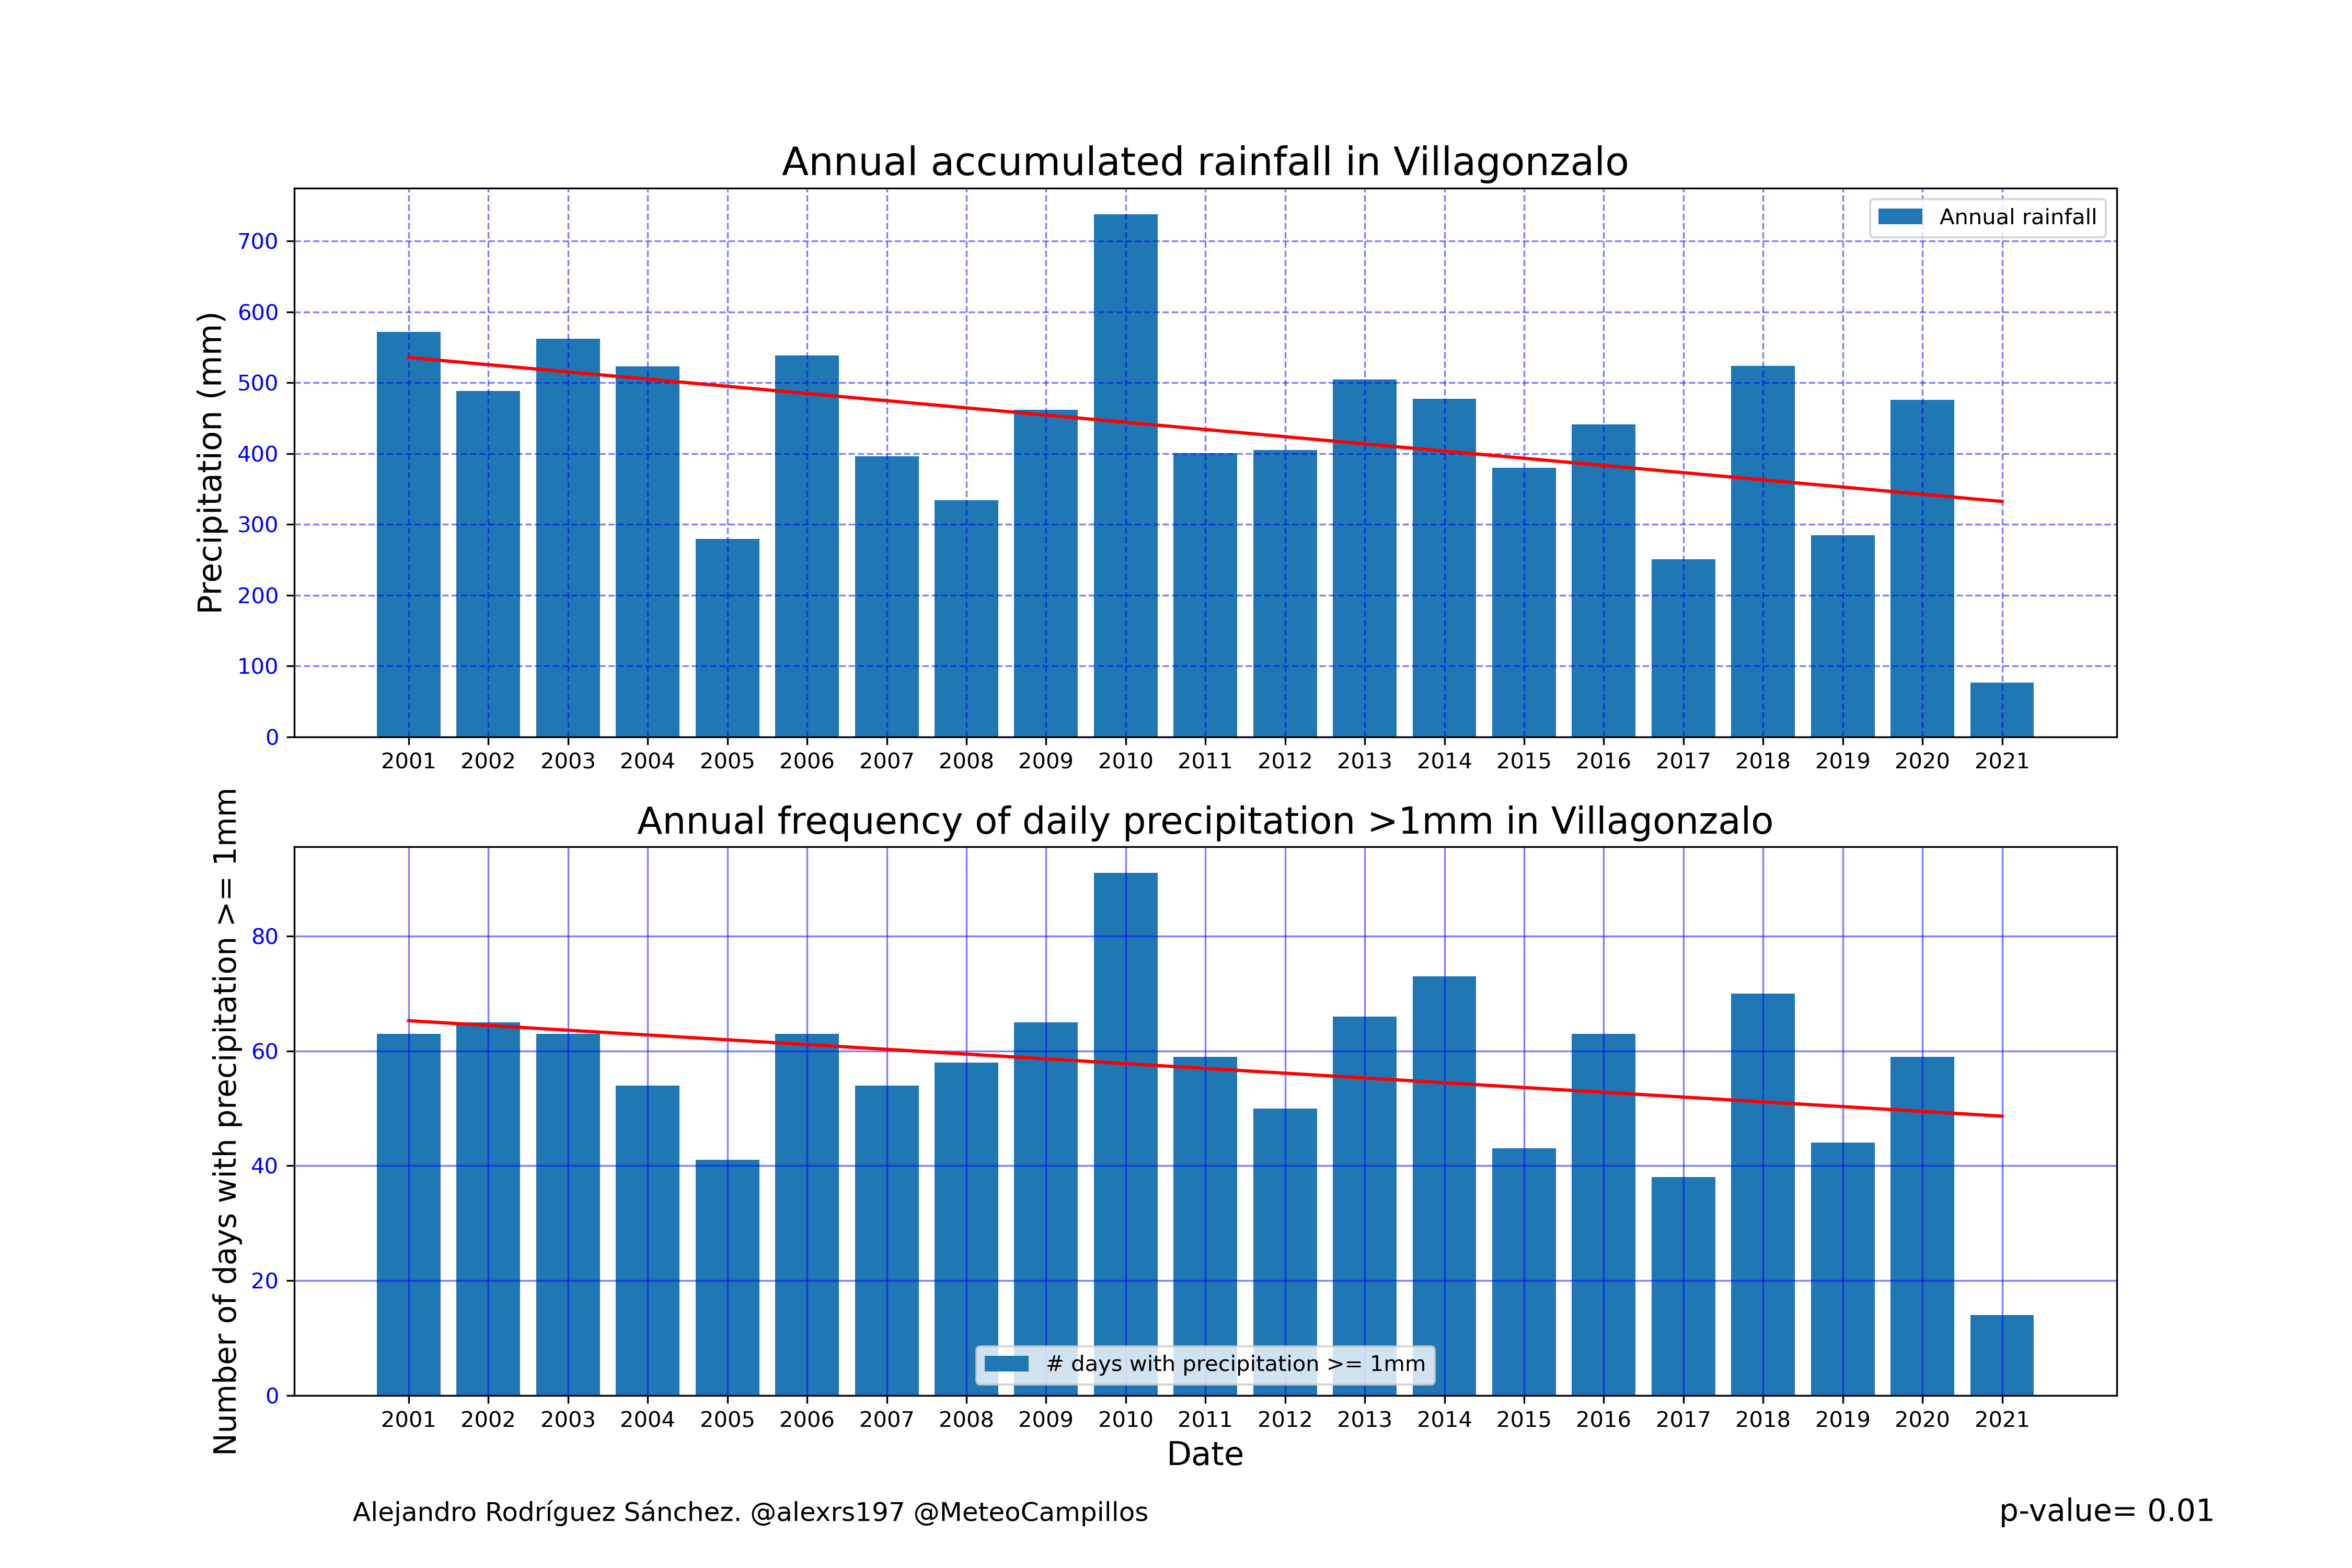 Annual accumulated rainfall in Villagonzalo
Annual rainfall
Precipitation (mm)
700
600
500
400
300
200
100
0
2001 2002 2003 2004 2005 2006 2007 2008 2009 2010 2011 2012 2013 2014 2015 2016 2017 2018 2019 2020 2021
Annual frequency of daily precipitation >1mm in Villagonzalo
Number of days with precipitation >= 1mm
80
60
40
20
0
# days with precipitation >= 1mm
2001 2002 2003 2004 2005 2006 2007 2008 2009 2010 2011 2012 2013 2014 2015 2016 2017 2018 2019 2020 2021
Date
Alejandro Rodríguez Sánchez. @alexrs197 @MeteoCampillos
p-value= 0.01